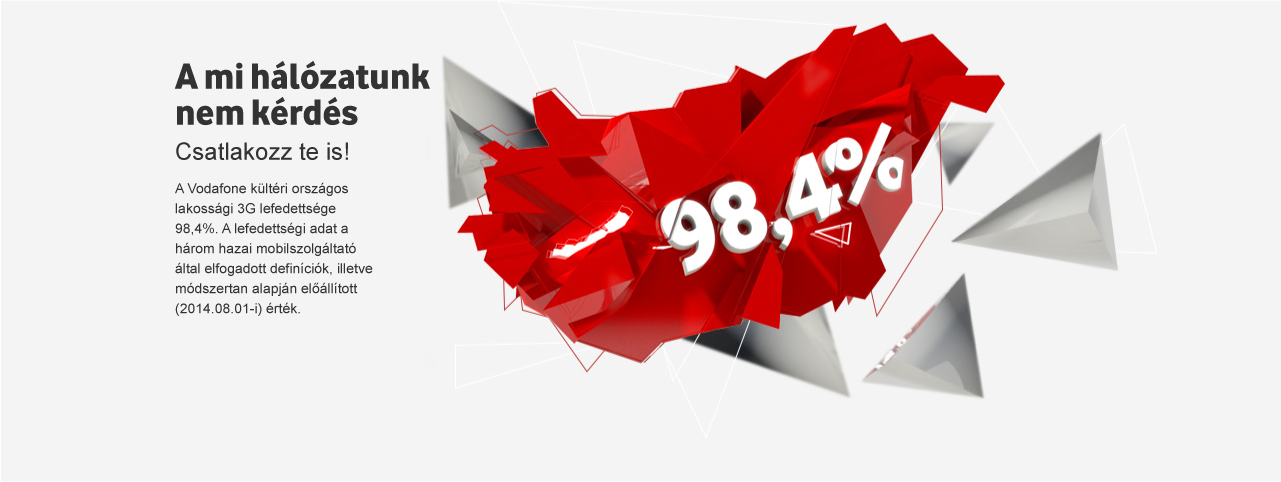 A mi hálózatunk
nem kérdés
Csatlakozz te is!
A Vodafone kültéri országos
lakossági 3G lefedettsége
98,4%. A lefedettségi adat a
három hazai mobilszolgáltató
által elfogadott definíciók, illetve
módszertan alapján előállított
(2014.08.01-i) érték.
98,4%